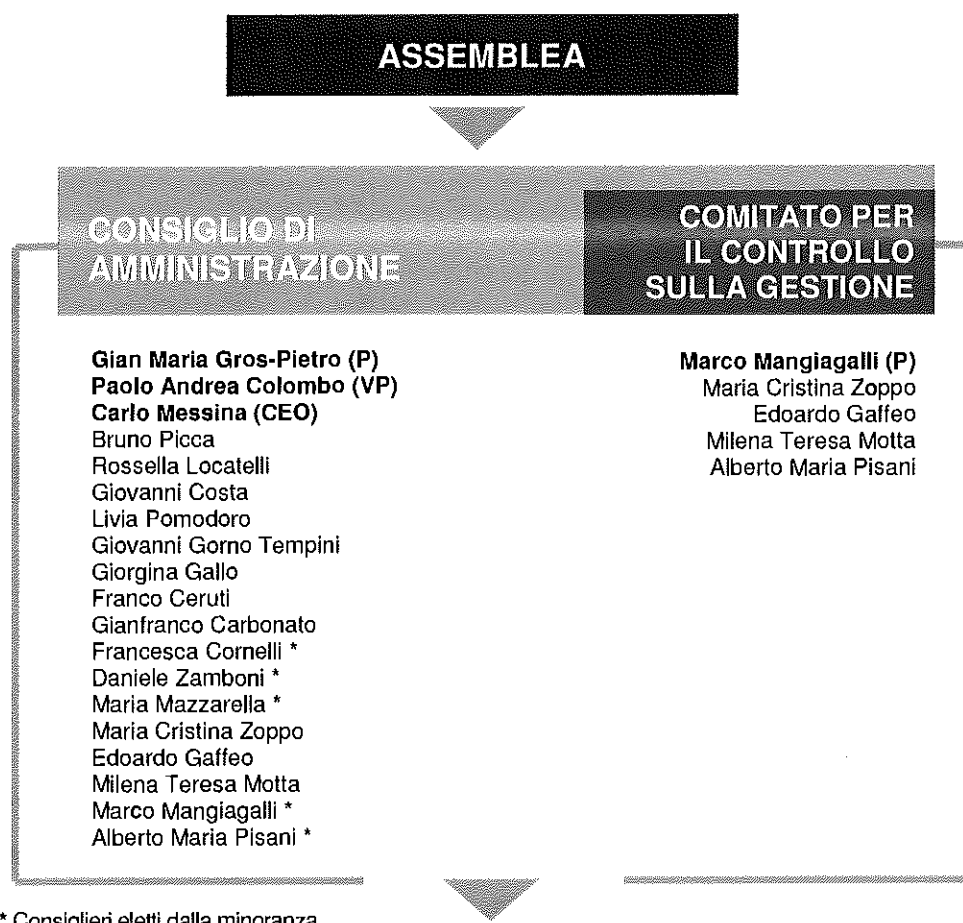 ASSEMBLEA
CONSIGLIO DI
AMMINISTRAZIONE
COMITATO PER
IL CONTROLLO
SULLA GESTIONE
Gian Maria Gros-Pietro (P)
Paolo Andrea Colombo (VP)
Carlo Messina (CEO)
Bruno Picca
Rossella Locatelli
Giovanni Costa
Livia Pomodoro
Giovanni Gorno Tempini
Giorgina Gallo
Franco Ceruti
Gianfranco Carbonato
Francesca Cornelli *
Daniele Zamboni *
Maria Mazzarella *
Maria Cristina Zoppo
Edoardo Gaffeo
Milena Teresa Motta
Marco Mangiagalli *
Alberto Maria Pisani *
Marco Mangiagalli (P)
Maria Cristina Zoppo
Edoardo Gaffeo
Milena Teresa Motta
Alberto Maria Pisani
* Consiglieri eletti dalla minoranza